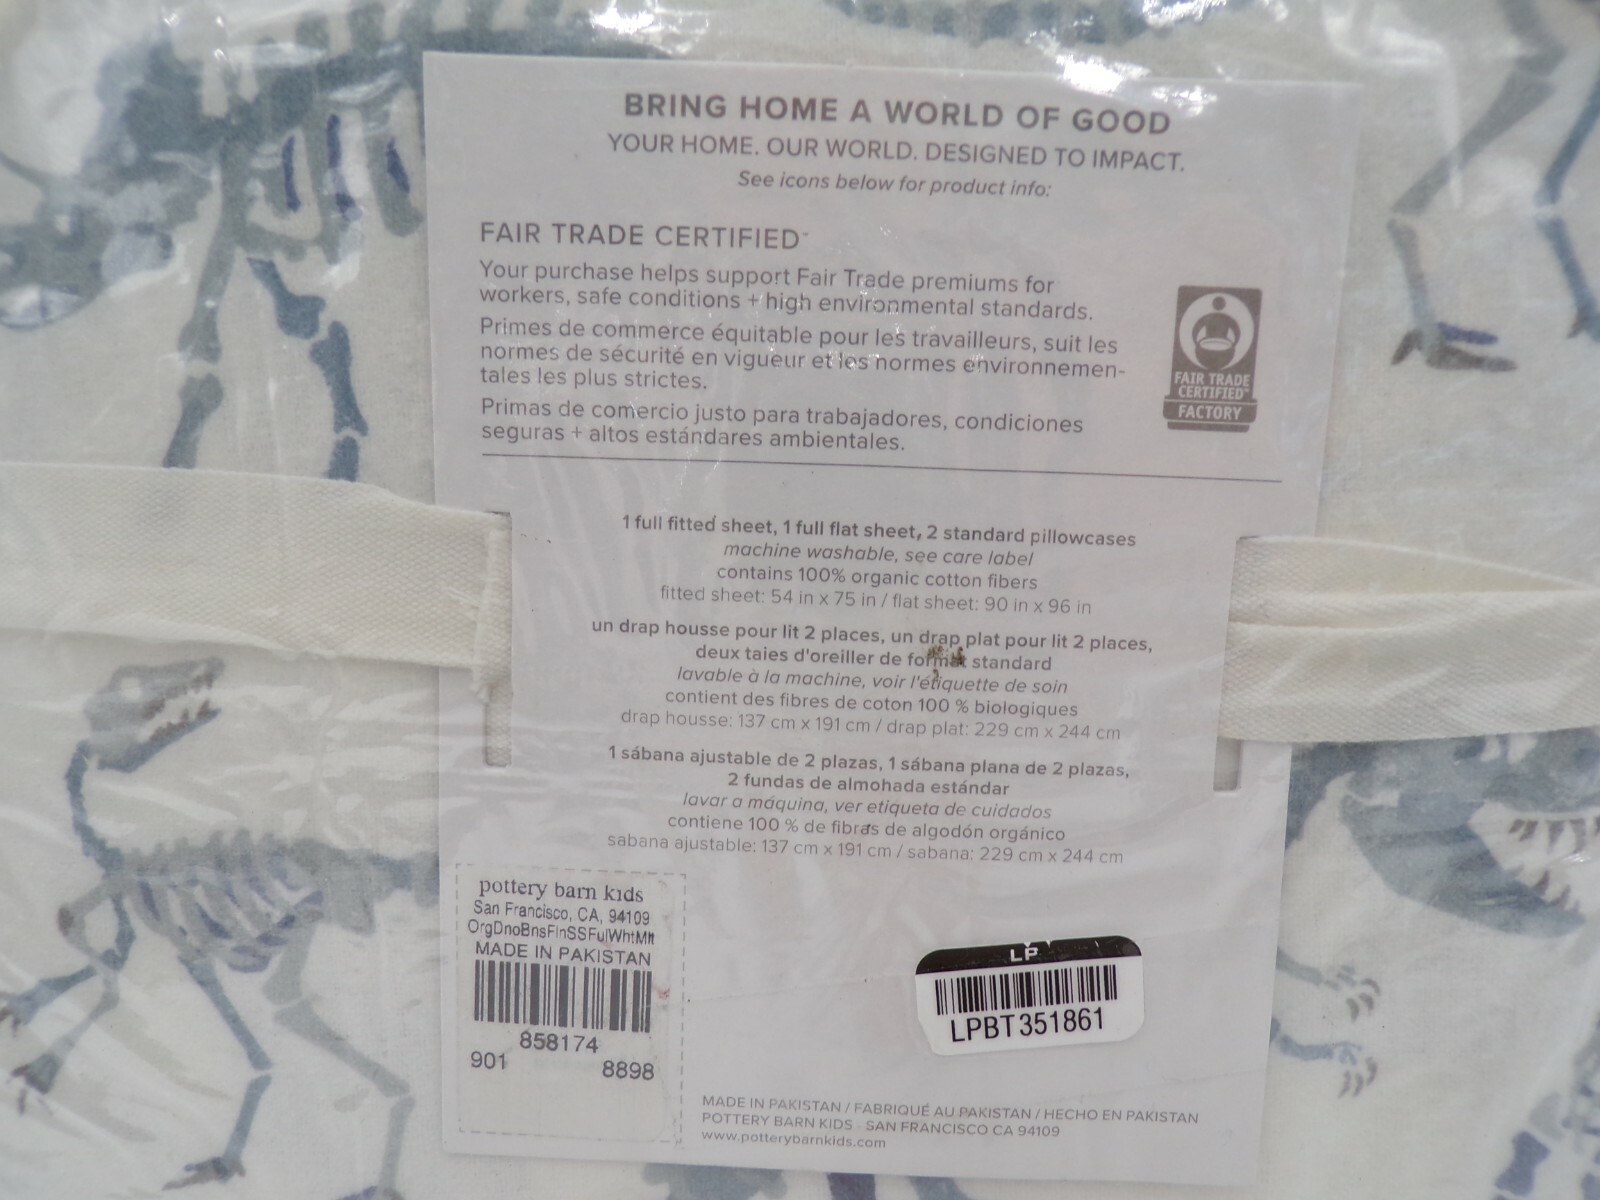 BRING HOME A WORLD OF GOOD
YOUR HOME. OUR WORLD. DESIGNED TO IMPACT.
See icons below for product info:
FAIR TRADE CERTIFIED™
Your purchase helps support Fair Trade premiums for
workers, safe conditions + high environmental standards.
Primes de commerce équitable pour les travailleurs, suit les
normes de sécurité en vigueur et les normes environnemen-
tales les plus strictes.
Primas de comercio justo para trabajadores, condiciones
seguras + altos estándares ambientales.
FAIR TRADE
CERTIFIED™
FACTORY
1 full fitted sheet, 1 full flat sheet, 2 standard pillowcases
machine washable, see care label
contains 100% organic cotton fibers
fitted sheet: 54 in x 75 in / flat sheet: 90 in x 96 in
un drap housse pour lit 2 places, un drap plat pour lit 2 places,
deux taies d'oreiller de format standard
lavable à la machine, voir l'étiquette de soin
contient des fibres de coton 100 % biologiques
drap housse: 137 cm x 191 cm / drap plat: 229 cm x 244 cm
1 sábana ajustable de 2 plazas, 1 sábana plana de 2 plazas,
2 fundas de almohada estándar
lavar a máquina, ver etiqueta de cuidados
contiene 100 % de fibras de algodón orgánico
sabana ajustable: 137 cm x 191 cm / sabana: 229 cm x 244 cm
pottery barn kids
San Francisco, CA, 94109
OrgDnoBnsFlnSSFulWhtMlt
MADE IN PAKISTAN
858174
901 8898
LP
LPBT351861
MADE IN PAKISTAN / FABRIQUÉ AU PAKISTAN / HECHO EN PAKISTAN
POTTERY BARN KIDS SAN FRANCISCO CA 94109
www.potterybarnkids.com